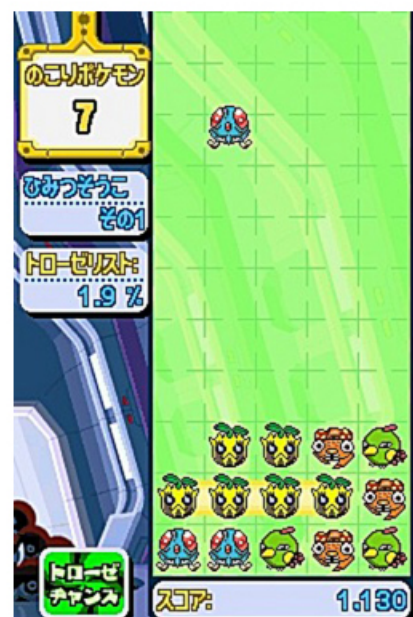 のこりポケモン
7
ひみつそうこ
その1
トローゼリスト:
1.9 %
トローゼ
チャンス
スコア:
1.130